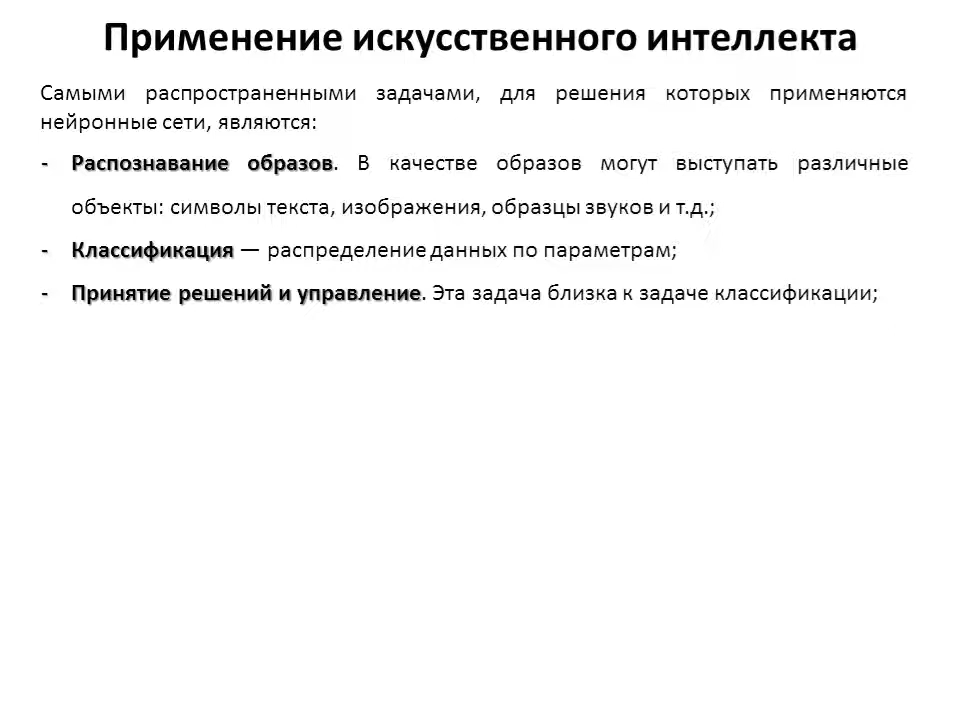 Применение искусственного интеллекта
Самыми распространенными задачами, для решения которых применяются
нейронные сети, являются:
- Распознавание образов. В качестве образов могут выступать различные
объекты: символы текста, изображения, образцы звуков и т.д.;
- Классификация — распределение данных по параметрам;
- Принятие решений и управление. Эта задача близка к задаче классификации;